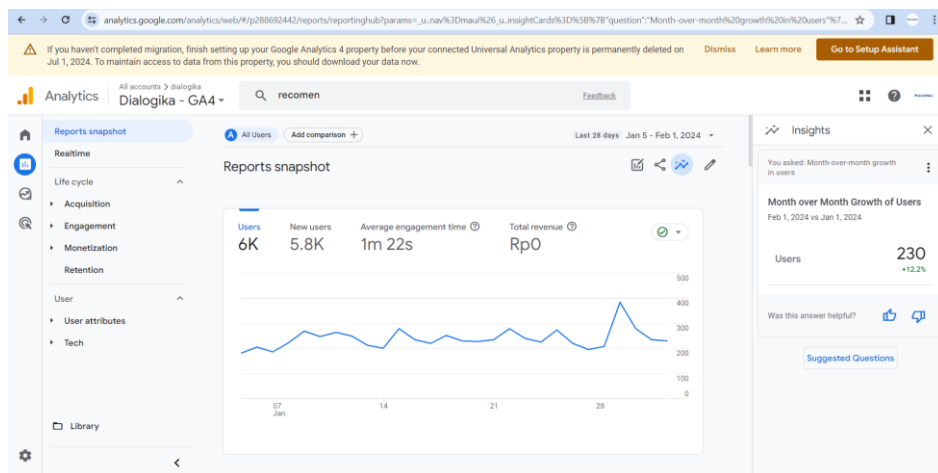 analytics.google.com/analytics/web/#/p288692442/reports/reportinghub?params=_u..nav%3Dmaui%26_u..insightCards%3D%5B%7B"question":"Month-over-month%20growth%20in%20users"%7...
If you haven't completed migration, finish setting up your Google Analytics 4 property before your connected Universal Analytics property is permanently deleted on
Jul 1, 2024. To maintain access to data from this property, you should download your data now.
Dismiss
Learn more
Go to Setup Assistant
Analytics
All accounts > dialogika
Dialogika - GA4
recomen
Feedback
Reports snapshot
Realtime
Life cycle
Acquisition
Engagement
Monetization
Retention
User
User attributes
Tech
Library
A All Users
Add comparison +
Last 28 days Jan 5 - Feb 1, 2024
Reports snapshot
Users
6K
New users
5.8K
Average engagement time
1m 22s
Total revenue
Rp0
500
400
300
200
100
0
07
Jan
14
21
28
Insights
You asked: Month-over-month growth
in users
Month over Month Growth of Users
Feb 1, 2024 vs Jan 1, 2024
Users
230
+12.2%
Was this answer helpful?
Suggested Questions